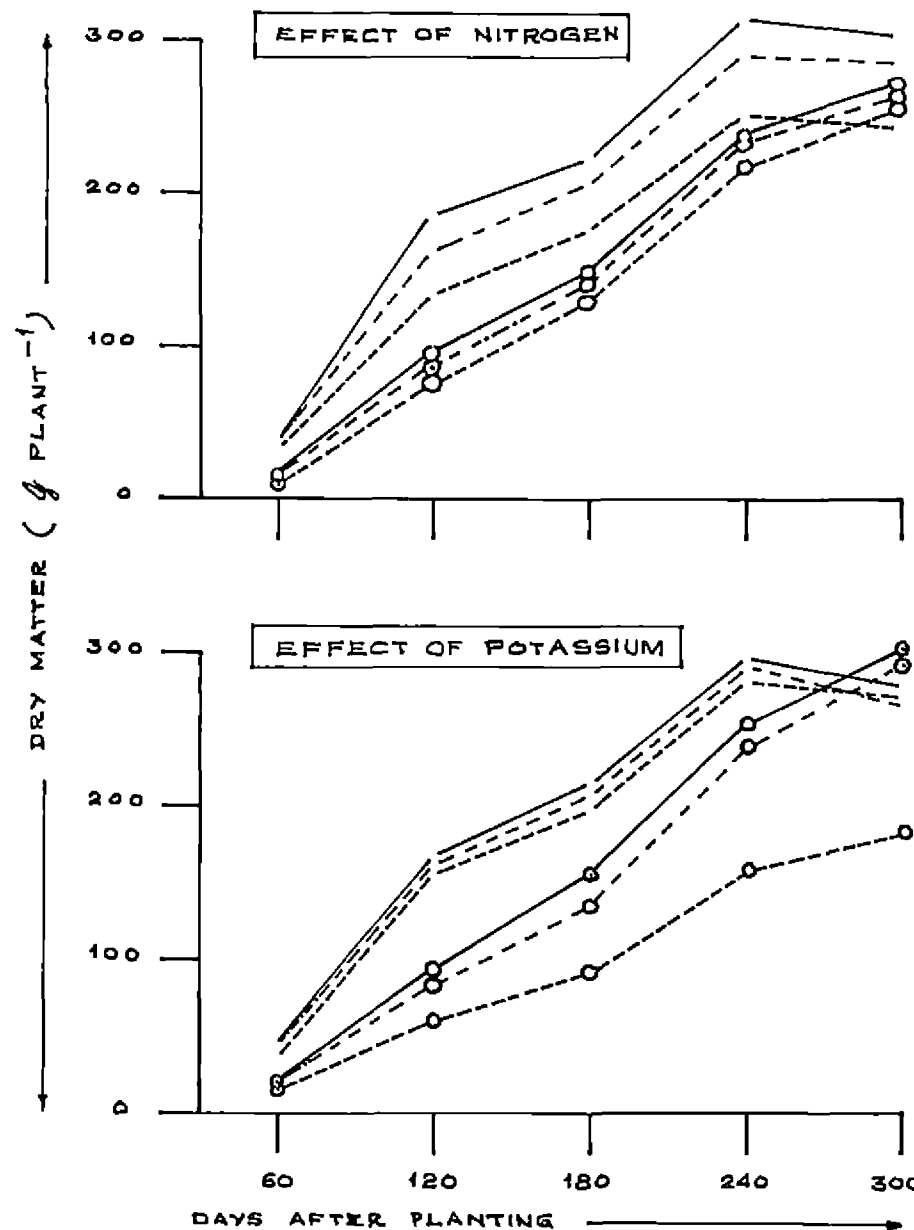 EFFECT OF NITROGEN
300
200
100
0
DRY MATTER (g PLANT⁻¹)
EFFECT OF POTASSIUM
300
200
100
0
60 120 180 240 300
DAYS AFTER PLANTING